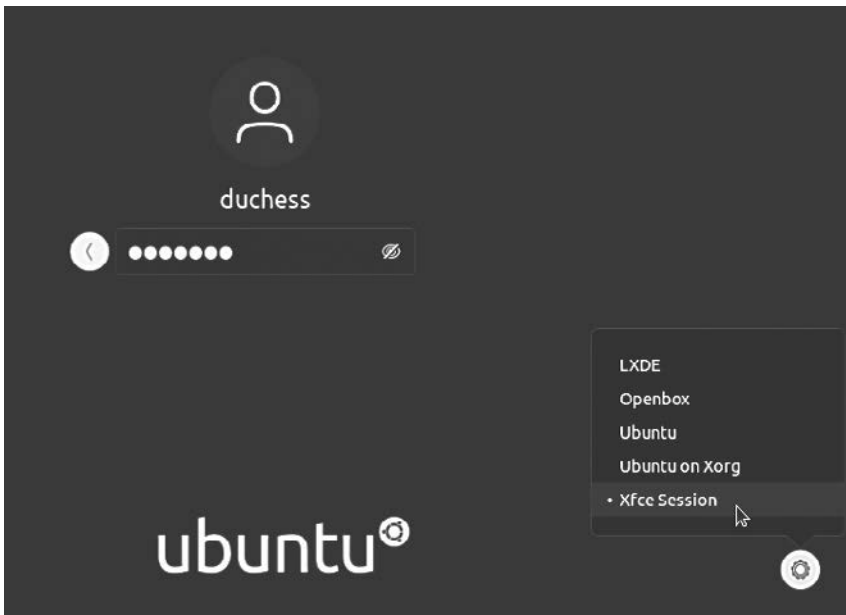 duchess
LXDE
Openbox
Ubuntu
Ubuntu on Xorg
• Xfce Session
ubuntu